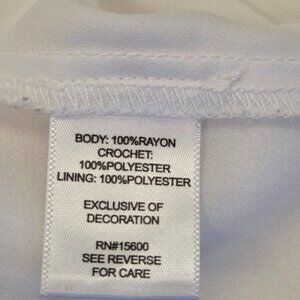 BODY: 100%RAYON
CROCHET:
100%POLYESTER
LINING: 100%POLYESTER
EXCLUSIVE OF
DECORATION
RN#15600
SEE REVERSE
FOR CARE